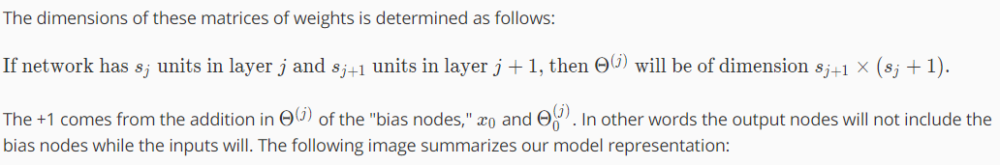 The dimensions of these matrices of weights is determined as follows:
If network has $s_j$ units in layer $j$ and $s_{j+1}$ units in layer $j+1$, then $\Theta^{(j)}$ will be of dimension $s_{j+1} \times (s_j + 1)$.
The +1 comes from the addition in $\Theta^{(j)}$ of the "bias nodes," $x_0$ and $\Theta_0^{(j)}$. In other words the output nodes will not include the
bias nodes while the inputs will. The following image summarizes our model representation: